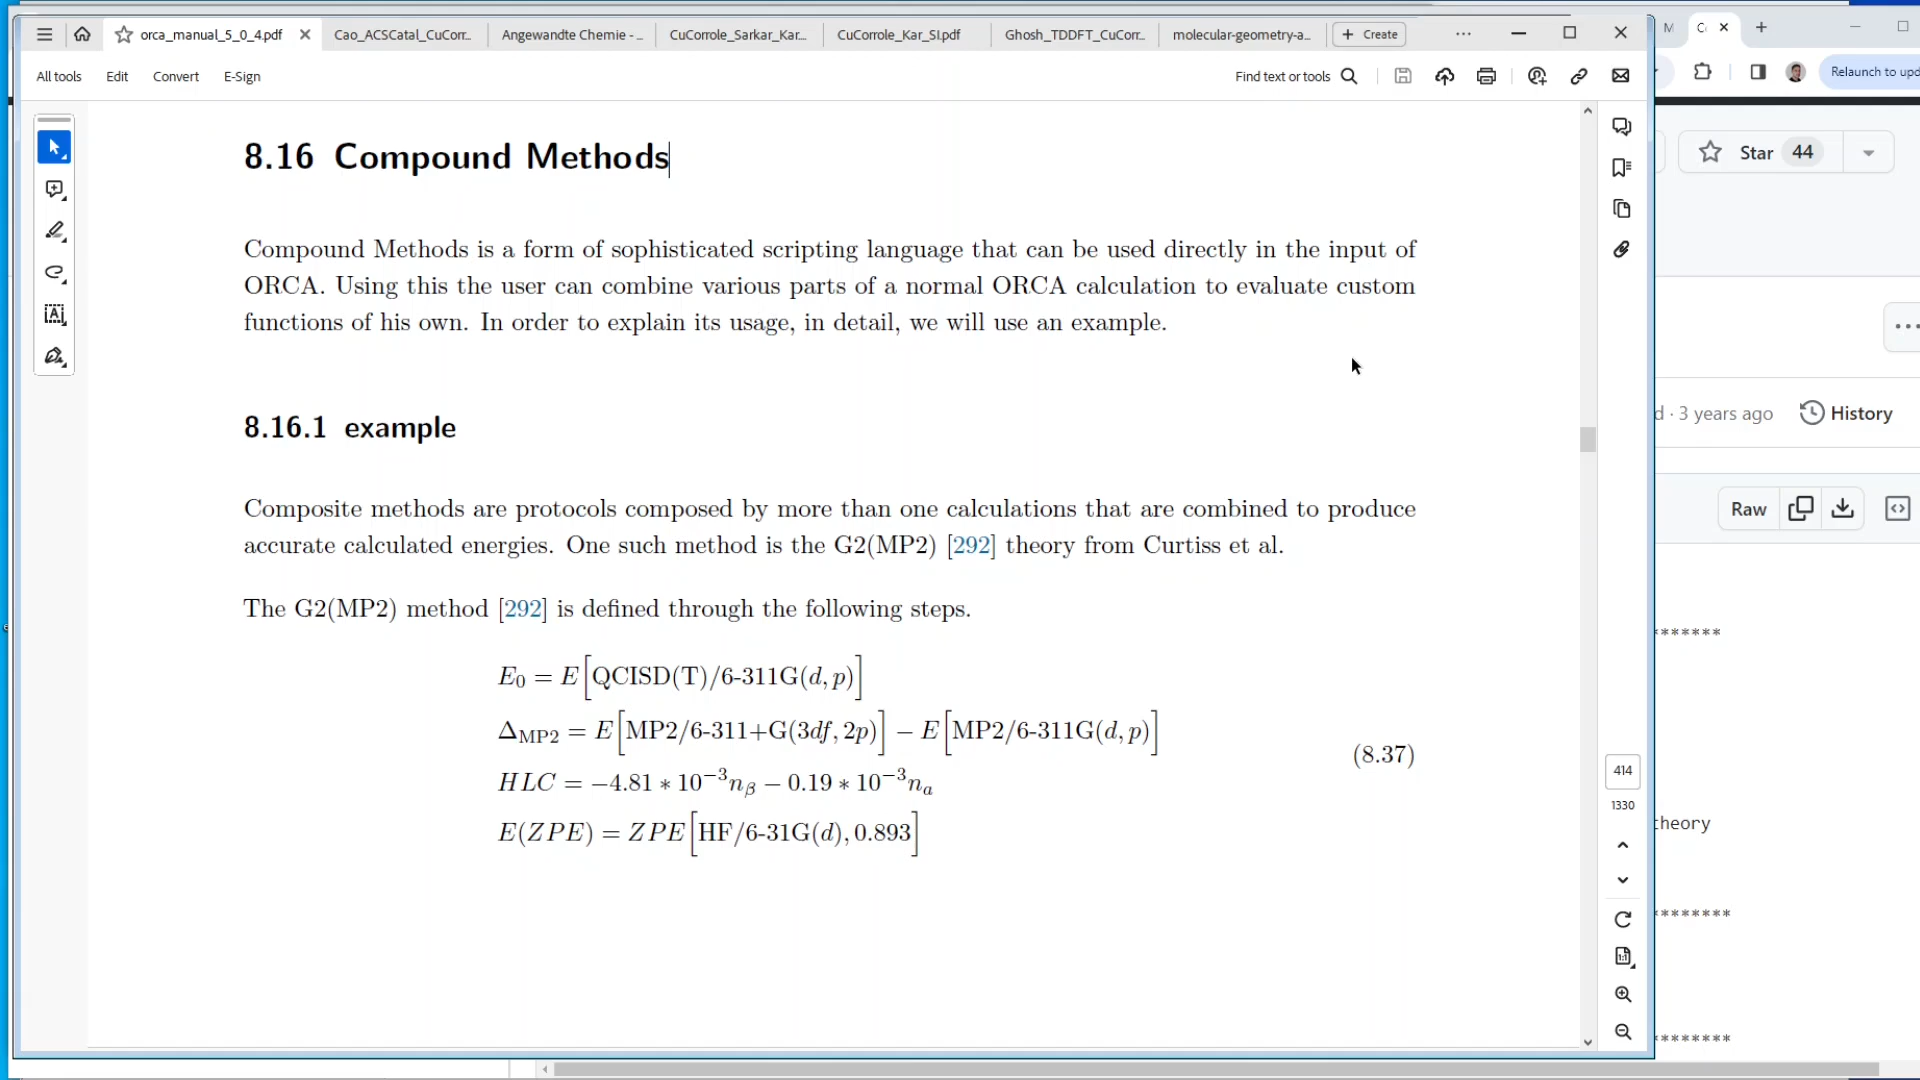 orca_manual_5_0_4.pdf
Cao_ACSCatal_CuCorr...
Angewandte Chemie - ...
CuCorrole_Sarkar_Kar...
CuCorrole_Kar_SI.pdf
Ghosh_TDDFT_CuCorr...
molecular-geometry-a...
+ Create
All tools
Edit
Convert
E-Sign
Find text or tools
Relaunch to upd
8.16 Compound Methods
Compound Methods is a form of sophisticated scripting language that can be used directly in the input of
ORCA. Using this the user can combine various parts of a normal ORCA calculation to evaluate custom
functions of his own. In order to explain its usage, in detail, we will use an example.
8.16.1 example
Composite methods are protocols composed by more than one calculations that are combined to produce
accurate calculated energies. One such method is the G2(MP2) [292] theory from Curtiss et al.
The G2(MP2) method [292] is defined through the following steps.
E₀ = E[QCISD(T)/6-311G(d, p)]
Δ_MP2 = E[MP2/6-311+G(3df, 2p)] − E[MP2/6-311G(d, p)]
HLC = −4.81 ∗ 10⁻³n_β − 0.19 ∗ 10⁻³n_a
E(ZPE) = ZPE[HF/6-31G(d), 0.893]
(8.37)
414
1330
Star 44
d · 3 years ago
History
Raw
*******
theory
********
********